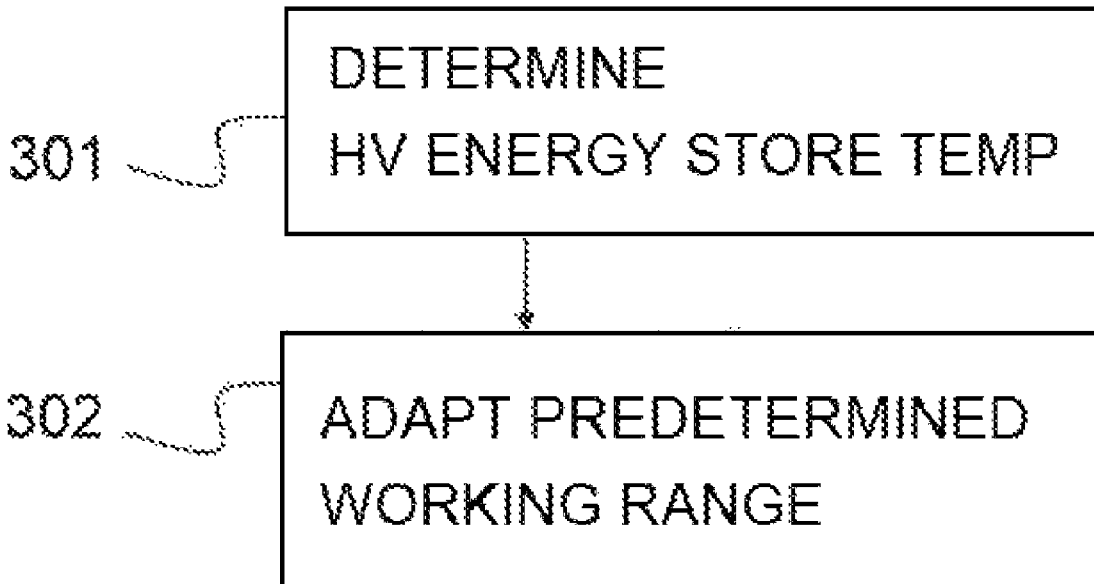 DETERMINE
301
HV ENERGY STORE TEMP
302
ADAPT PREDETERMINED
WORKING RANGE